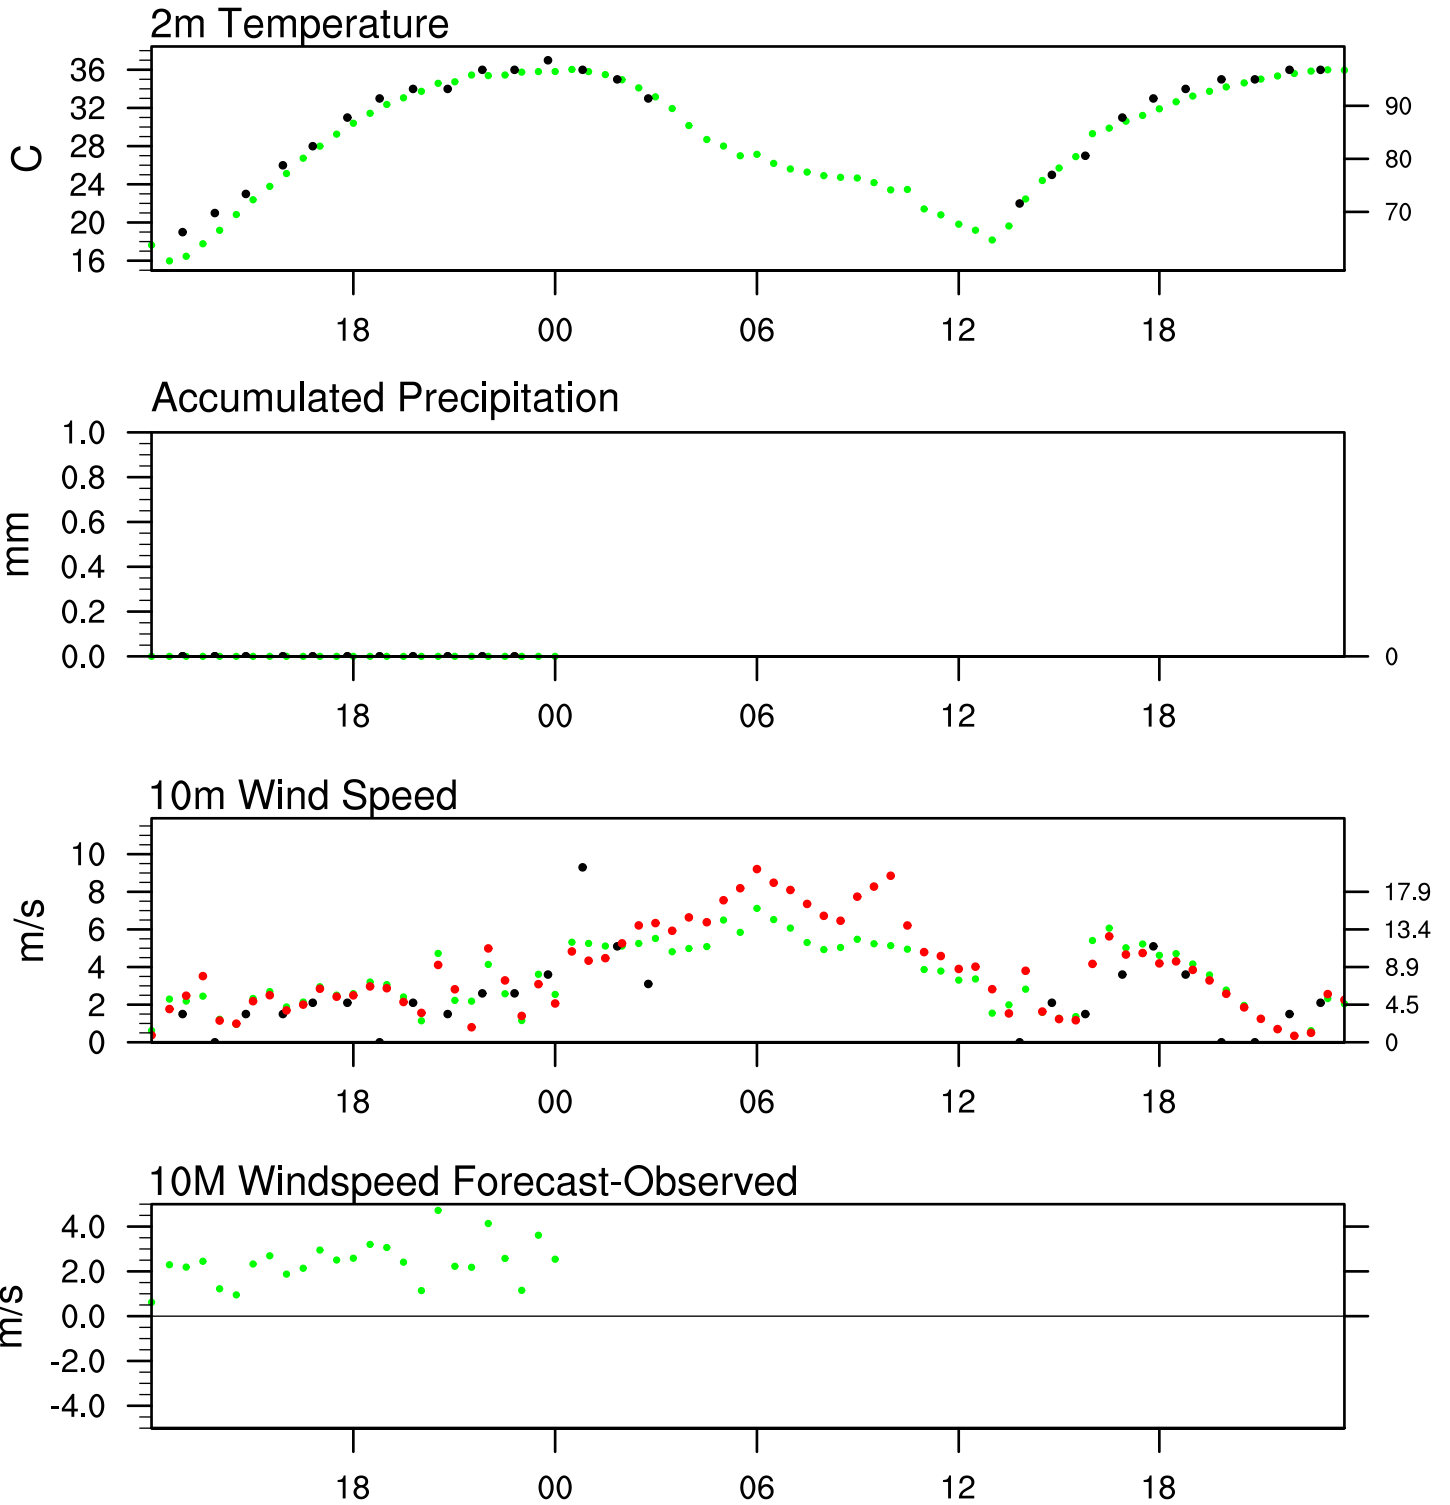 2m Temperature
36
32
28
24
20
16
C
90
80
70
18 00 06 12 18
Accumulated Precipitation
1.0
0.8
0.6
0.4
0.2
0.0
mm
0
18 00 06 12 18
10m Wind Speed
10
8
6
4
2
0
m/s
17.9
13.4
8.9
4.5
0
18 00 06 12 18
10M Windspeed Forecast-Observed
4.0
2.0
0.0
-2.0
-4.0
m/s
18 00 06 12 18